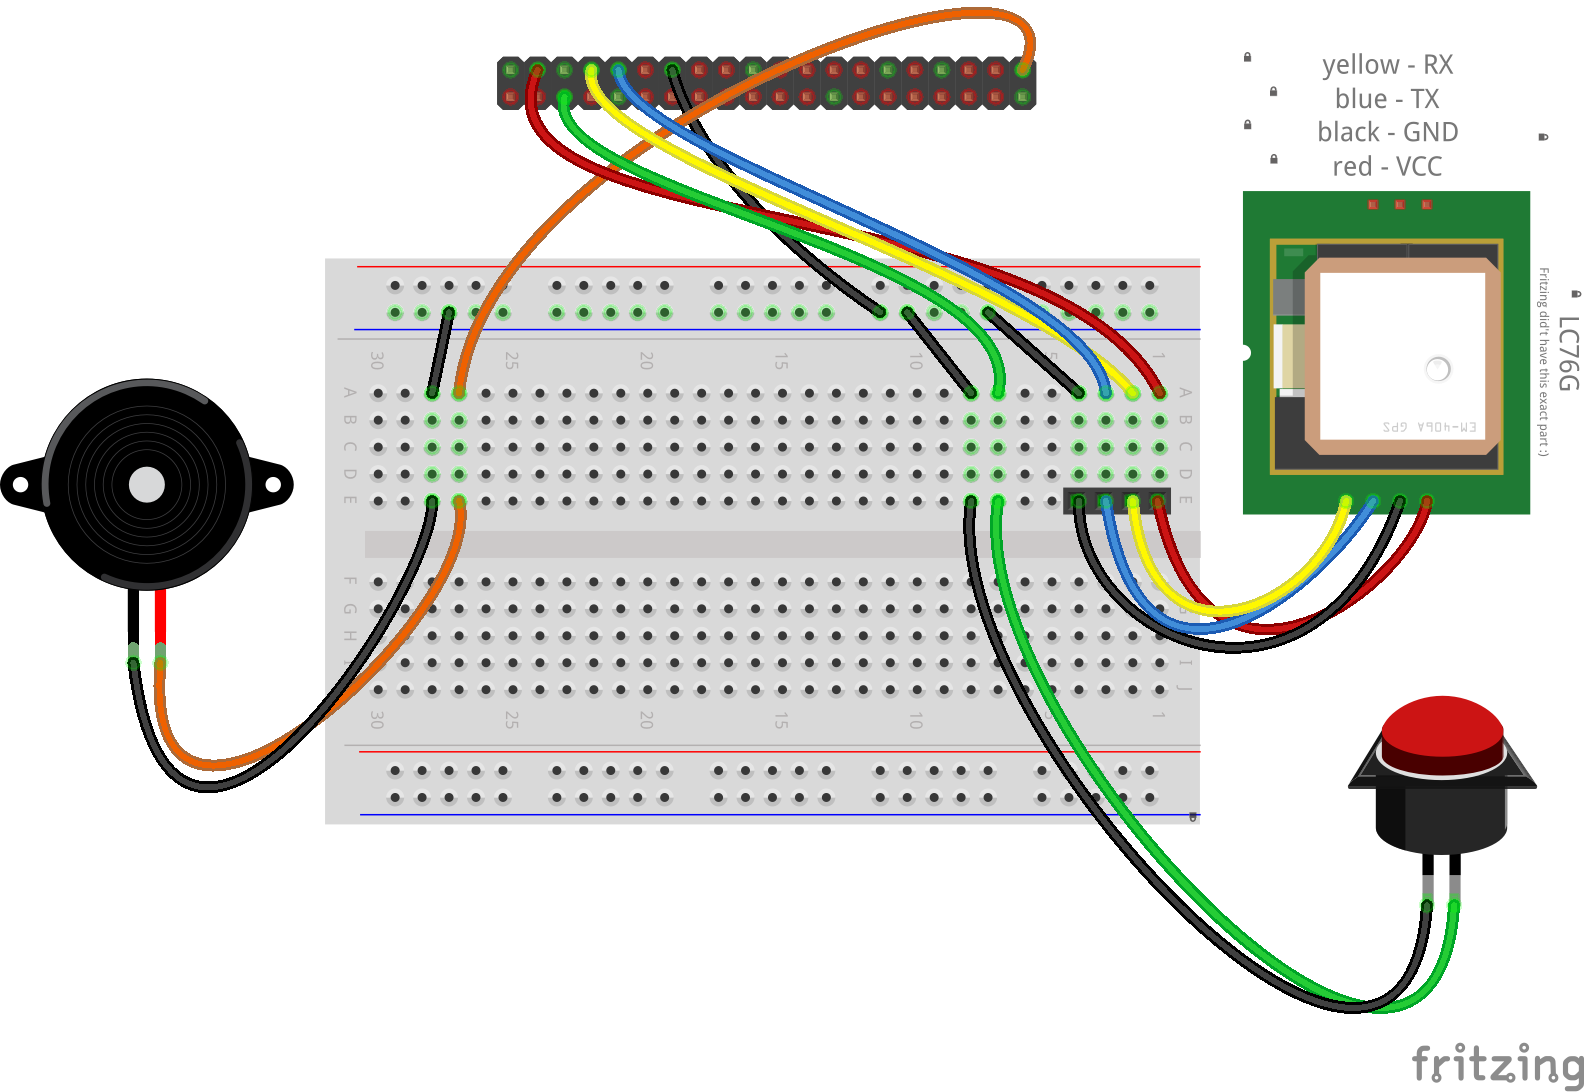 yellow - RX
blue - TX
black - GND
red - VCC
LC76G
Fritzing didn't have this exact part :)
EM-406A GPS
30 25 20 15 10 5 1
A A
B B
C C
D D
E E
F
G G
H H
I I
J J
30 25 20 15 10 5 1
fritzing